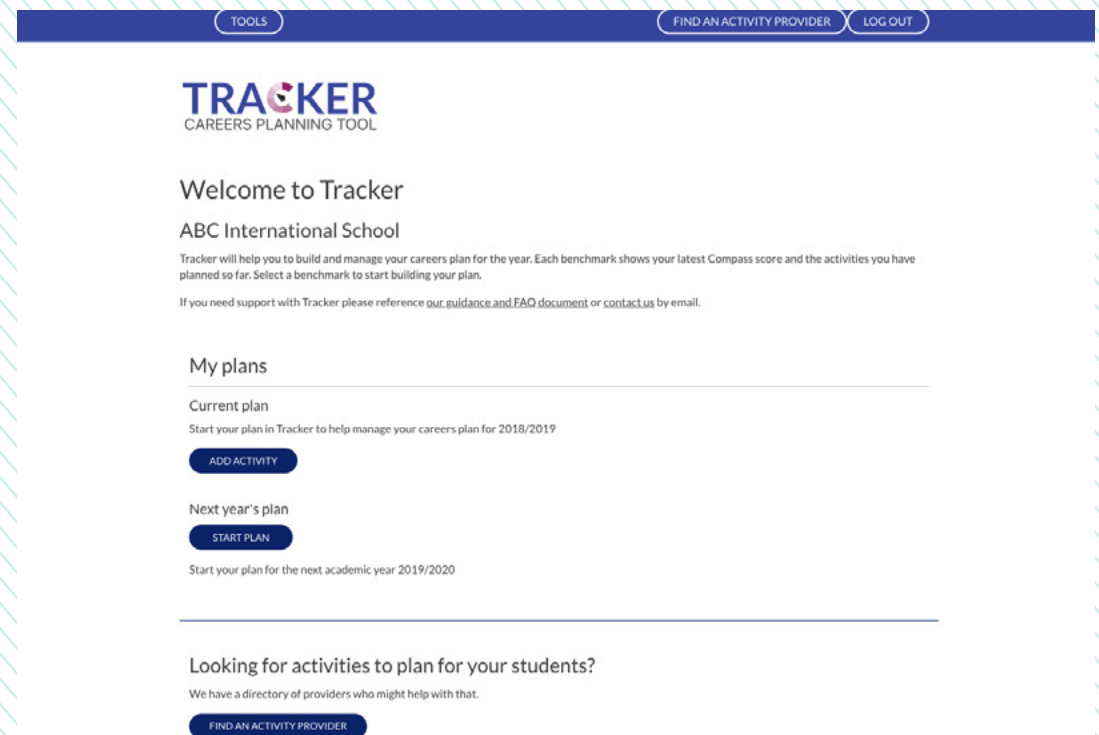 TOOLS
FIND AN ACTIVITY PROVIDER
LOG OUT
TRACKER
CAREERS PLANNING TOOL
Welcome to Tracker
ABC International School
Tracker will help you to build and manage your careers plan for the year. Each benchmark shows your latest Compass score and the activities you have
planned so far. Select a benchmark to start building your plan.
If you need support with Tracker please reference our guidance and FAQ document or contact us by email.
My plans
Current plan
Start your plan in Tracker to help manage your careers plan for 2018/2019
ADD ACTIVITY
Next year's plan
START PLAN
Start your plan for the next academic year 2019/2020
Looking for activities to plan for your students?
We have a directory of providers who might help with that.
FIND AN ACTIVITY PROVIDER